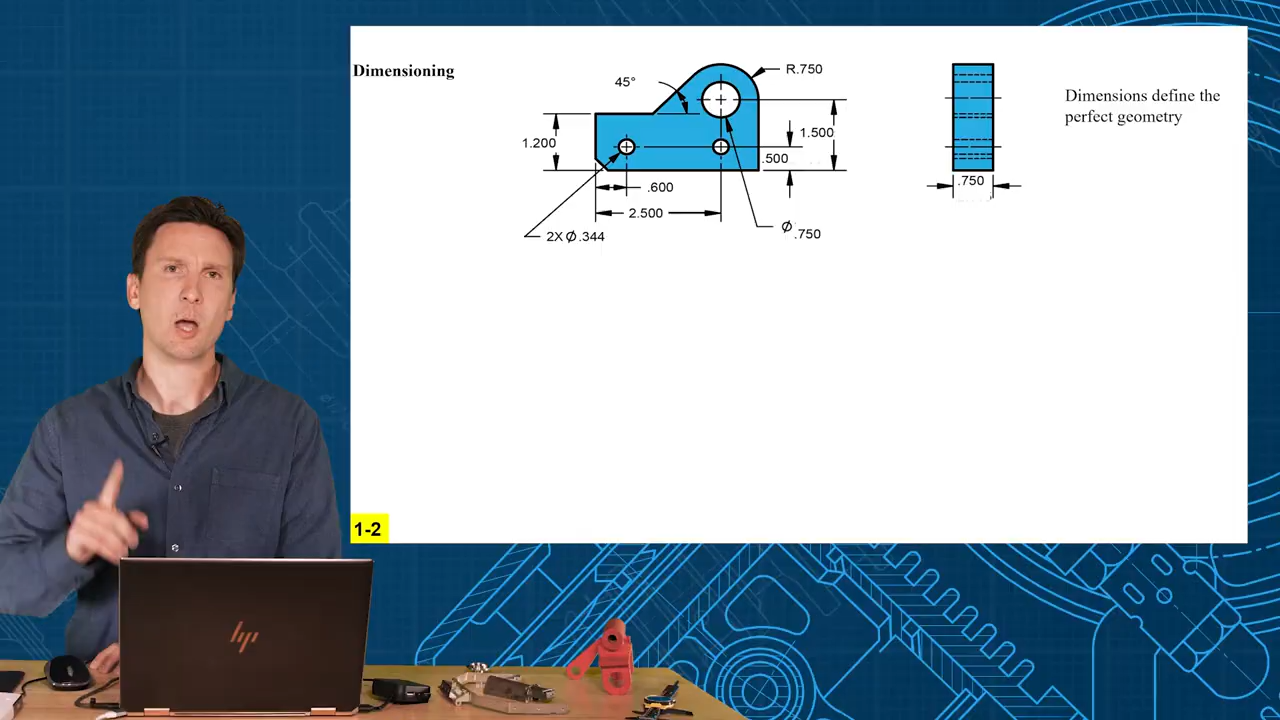 Dimensioning
R.750
45°
Dimensions define the
perfect geometry
1.200
1.500
.500
.600
.750
2.500
2X Ø.344
Ø.750
1-2
hp